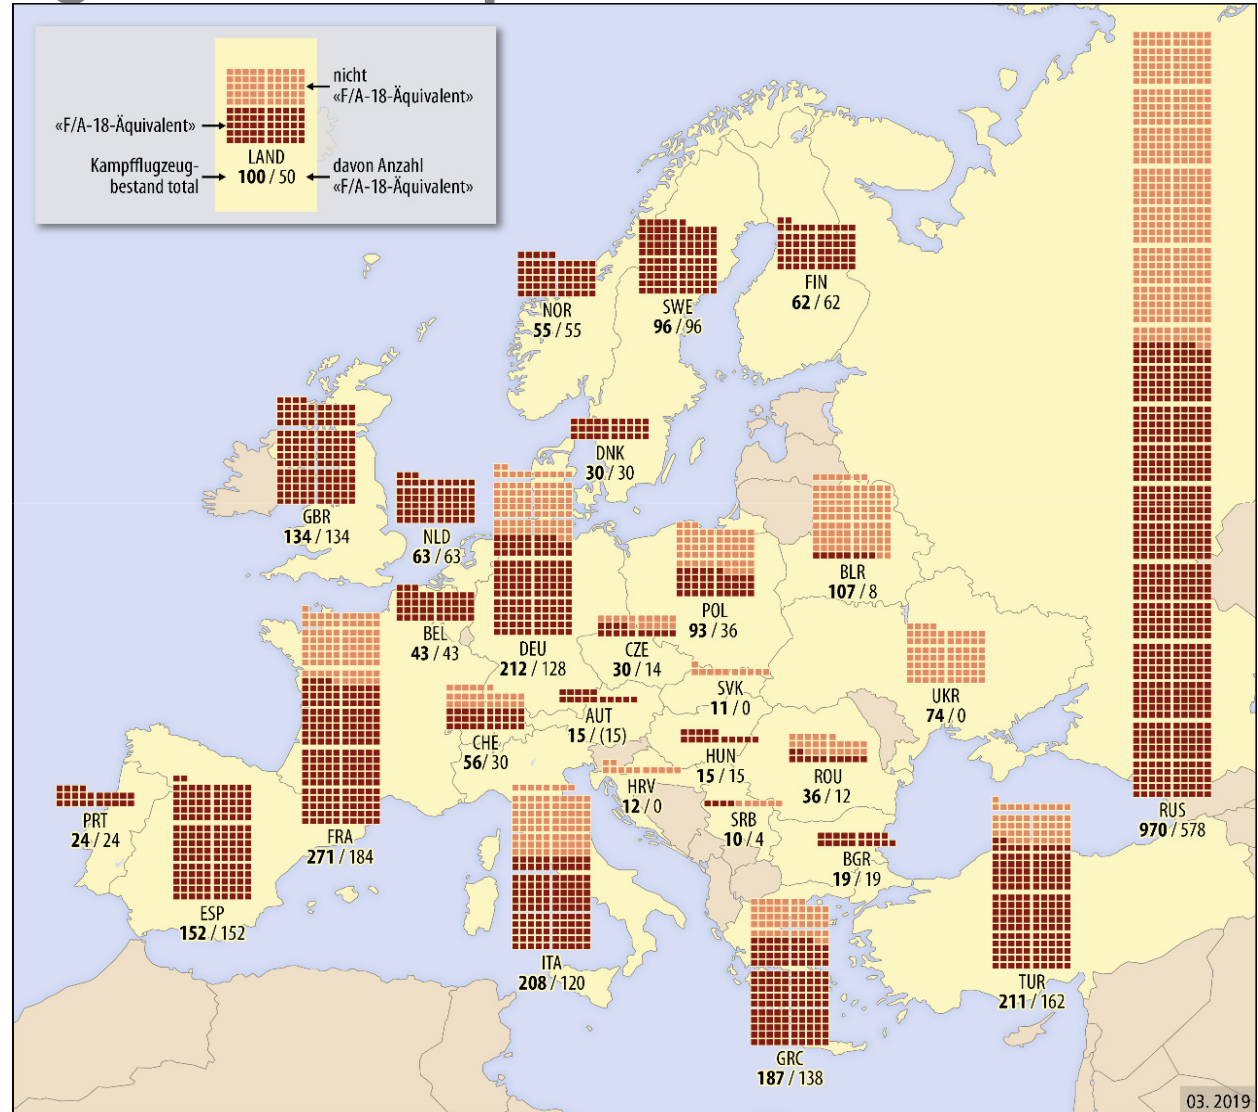 nicht
«F/A-18-Äquivalent»
«F/A-18-Äquivalent»
LAND
100 / 50
Kampfflugzeug-
bestand total
davon Anzahl
«F/A-18-Äquivalent»
NOR
55 / 55
SWE
96 / 96
FIN
62 / 62
DNK
30 / 30
GBR
134 / 134
NLD
63 / 63
BLR
107 / 8
POL
93 / 36
BEL
43 / 43
DEU
212 / 128
CZE
30 / 14
SVK
11 / 0
UKR
74 / 0
AUT
15 / (15)
CHE
56 / 30
HUN
15 / 15
ROU
36 / 12
HRV
12 / 0
SRB
10 / 4
RUS
970 / 578
PRT
24 / 24
FRA
271 / 184
BGR
19 / 19
ESP
152 / 152
ITA
208 / 120
TUR
211 / 162
GRC
187 / 138
03. 2019